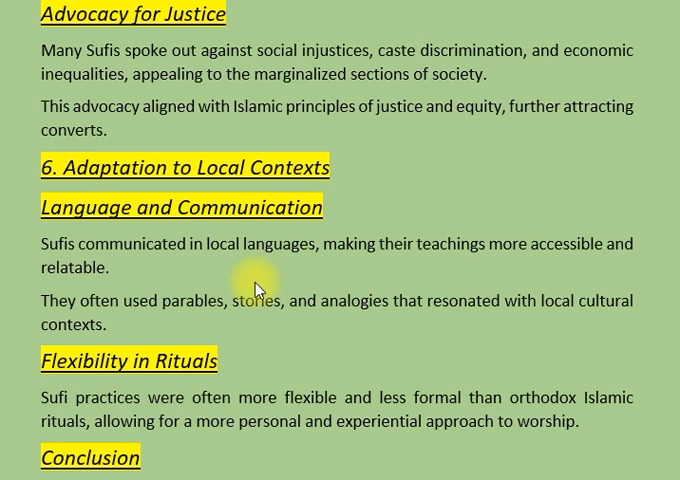 Advocacy for Justice
Many Sufis spoke out against social injustices, caste discrimination, and economic
inequalities, appealing to the marginalized sections of society.
This advocacy aligned with Islamic principles of justice and equity, further attracting
converts.
6. Adaptation to Local Contexts
Language and Communication
Sufis communicated in local languages, making their teachings more accessible and
relatable.
They often used parables, stories, and analogies that resonated with local cultural
contexts.
Flexibility in Rituals
Sufi practices were often more flexible and less formal than orthodox Islamic
rituals, allowing for a more personal and experiential approach to worship.
Conclusion